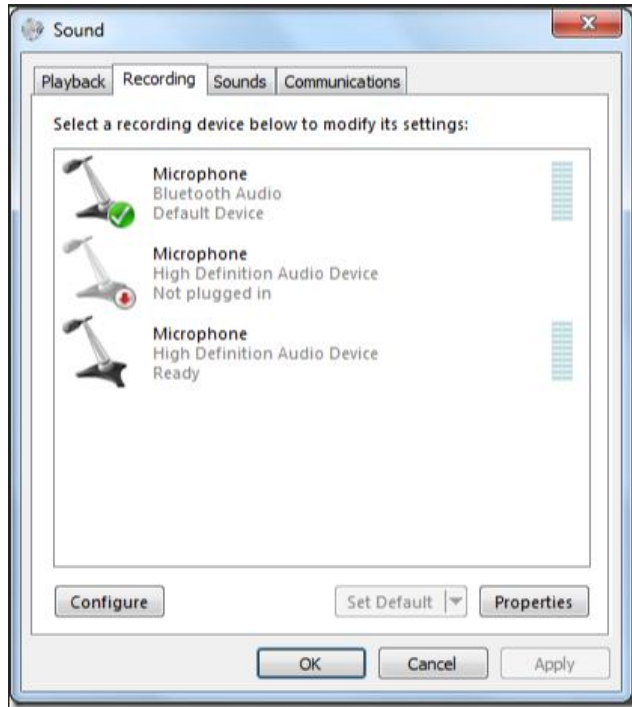 Sound
Playback Recording Sounds Communications
Select a recording device below to modify its settings:
Microphone
Bluetooth Audio
Default Device
Microphone
High Definition Audio Device
Not plugged in
Microphone
High Definition Audio Device
Ready
Configure Set Default Properties
OK Cancel Apply